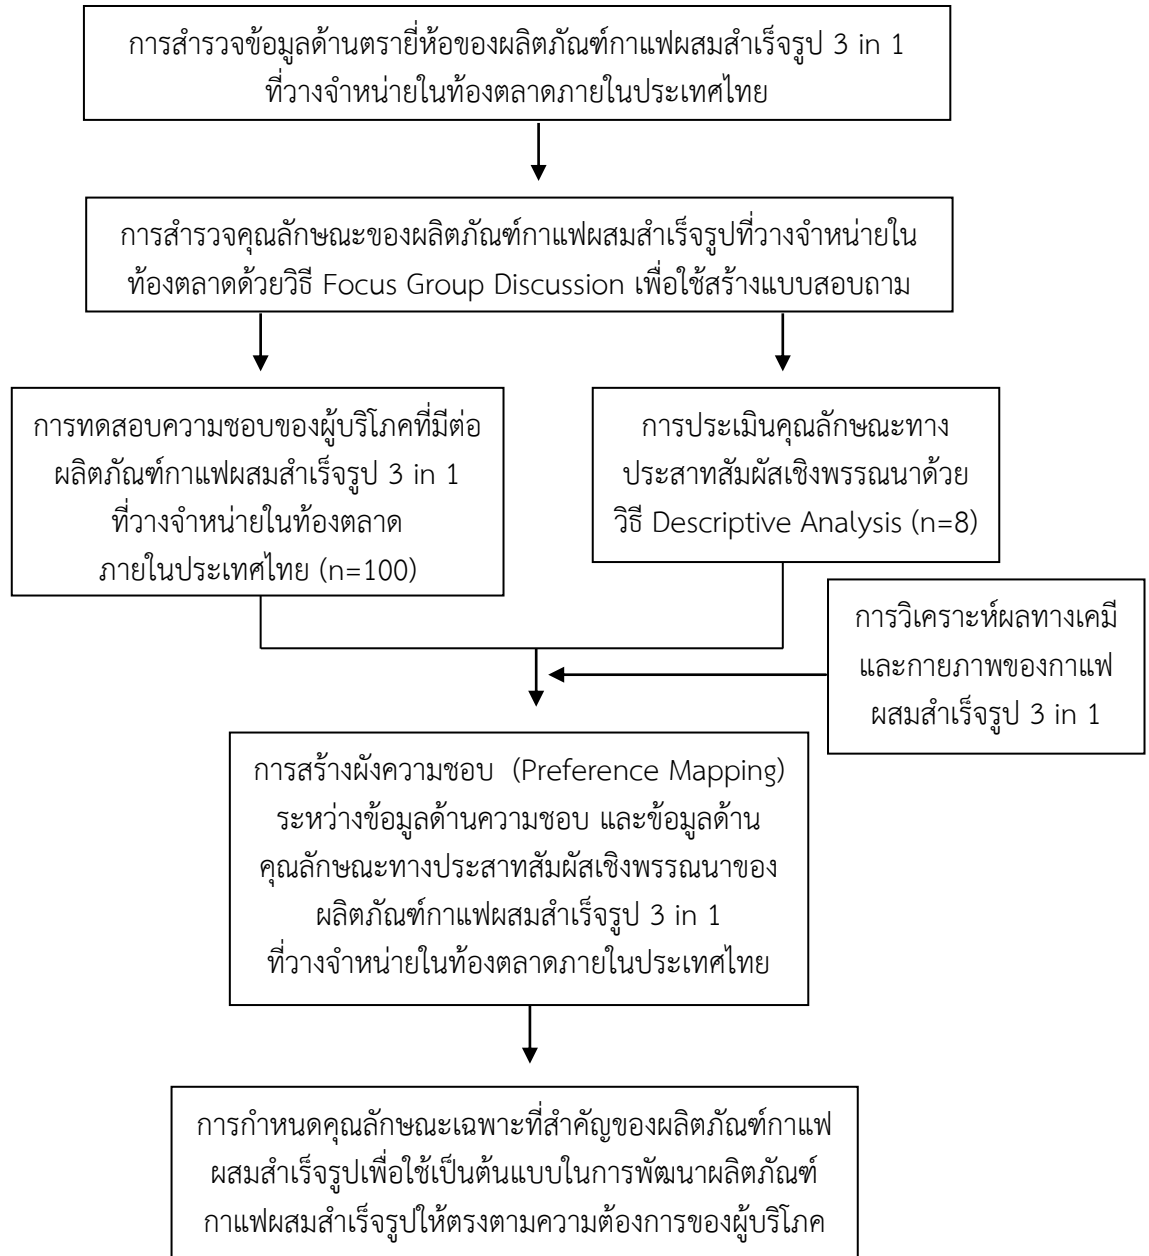 การสำรวจข้อมูลด้านตรายี่ห้อของผลิตภัณฑ์กาแฟผสมสำเร็จรูป 3 in 1
ที่วางจำหน่ายในท้องตลาดภายในประเทศไทย
การสำรวจคุณลักษณะของผลิตภัณฑ์กาแฟผสมสำเร็จรูปที่วางจำหน่ายใน
ท้องตลาดด้วยวิธี Focus Group Discussion เพื่อใช้สร้างแบบสอบถาม
การทดสอบความชอบของผู้บริโภคที่มีต่อ
ผลิตภัณฑ์กาแฟผสมสำเร็จรูป 3 in 1
ที่วางจำหน่ายในท้องตลาด
ภายในประเทศไทย (n=100)
การประเมินคุณลักษณะทาง
ประสาทสัมผัสเชิงพรรณนาด้วย
วิธี Descriptive Analysis (n=8)
การวิเคราะห์ผลทางเคมี
และกายภาพของกาแฟ
ผสมสำเร็จรูป 3 in 1
การสร้างผังความชอบ (Preference Mapping)
ระหว่างข้อมูลด้านความชอบ และข้อมูลด้าน
คุณลักษณะทางประสาทสัมผัสเชิงพรรณนาของ
ผลิตภัณฑ์กาแฟผสมสำเร็จรูป 3 in 1
ที่วางจำหน่ายในท้องตลาดภายในประเทศไทย
การกำหนดคุณลักษณะเฉพาะที่สำคัญของผลิตภัณฑ์กาแฟ
ผสมสำเร็จรูปเพื่อใช้เป็นต้นแบบในการพัฒนาผลิตภัณฑ์
กาแฟผสมสำเร็จรูปให้ตรงตามความต้องการของผู้บริโภค